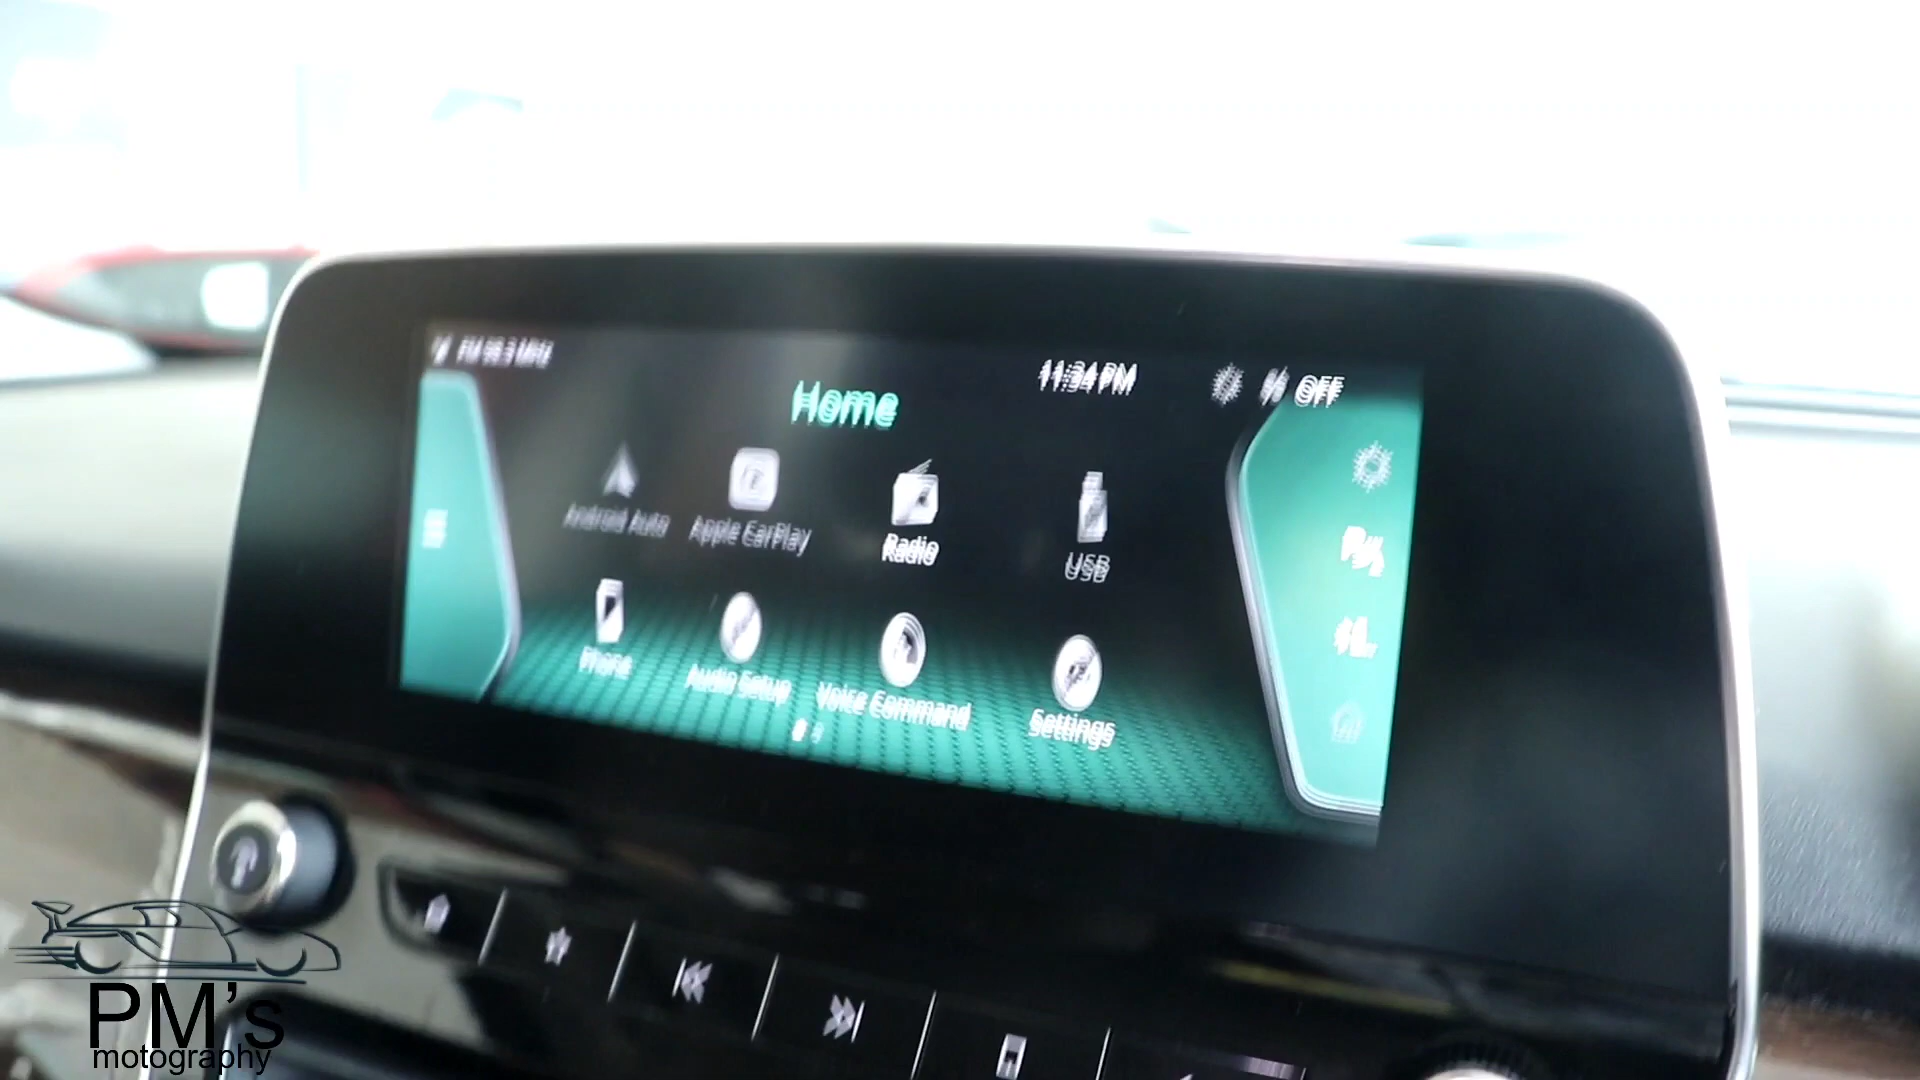 11:34 PM
OFF
Home
Android Auto
Apple CarPlay
Radio
USB
Phone
Audio Setup
Voice Command
Settings
PM's
motography